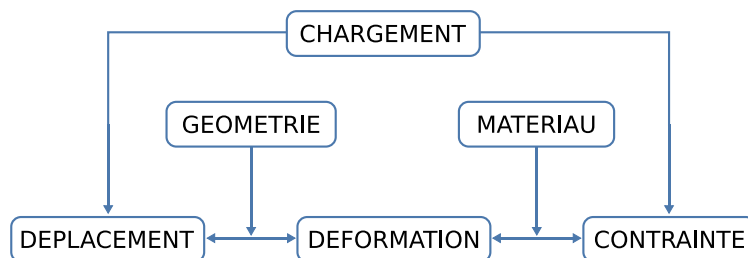 CHARGEMENT
GEOMETRIE
MATERIAU
DEPLACEMENT
DEFORMATION
CONTRAINTE